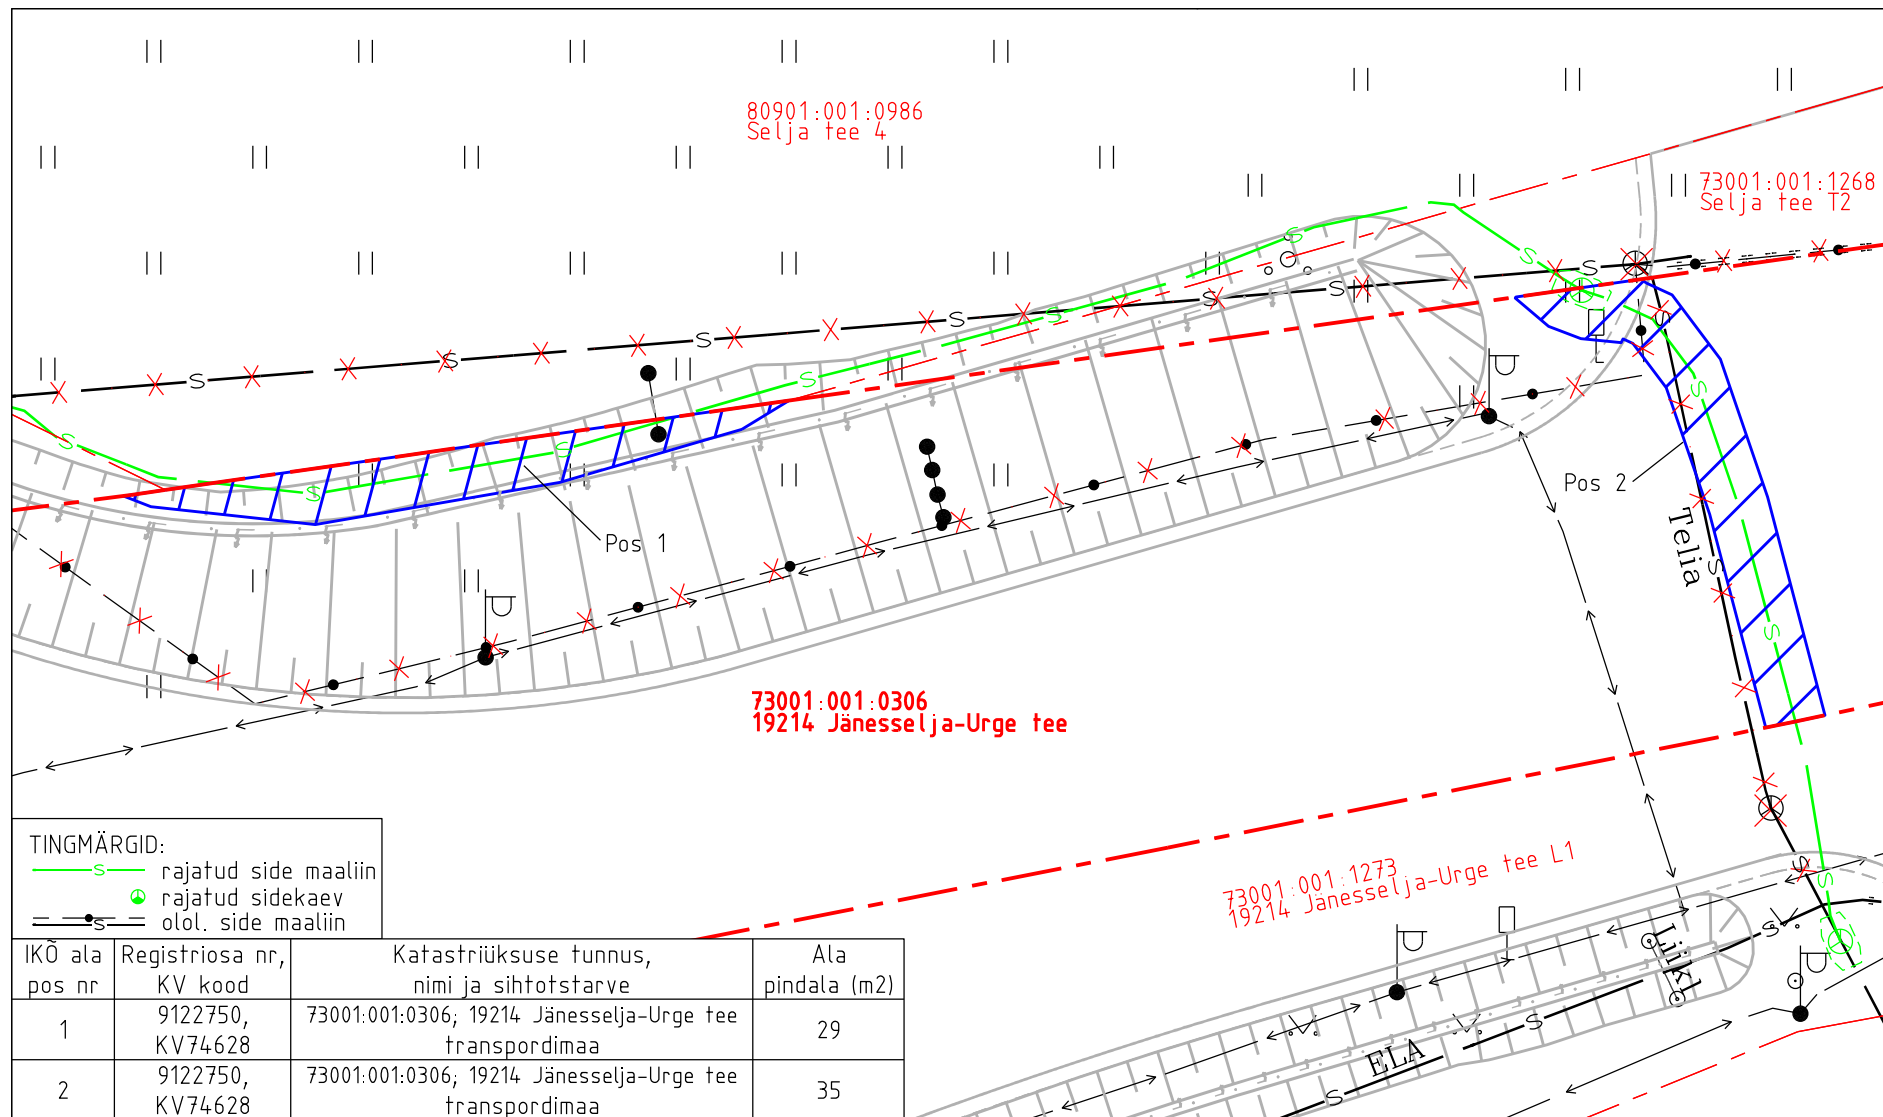 80901:001:0986
Selja tee 4
73001:001:1268
Selja tee T2
Pos 2
Telia
Pos 1
73001:001:0306
19214 Jänesselja-Urge tee
73001:001:1273
19214 Jänesselja-Urge tee L1
Liikl
ELA
TINGMÄRGID:
S rajatud side maaliin
rajatud sidekaev
S olol. side maaliin
IKÕ ala pos nr
Registriosa nr, KV kood
Katastriüksuse tunnus, nimi ja sihtotstarve
Ala pindala (m2)
1
9122750, KV74628
73001:001:0306; 19214 Jänesselja-Urge tee transpordimaa
29
2
9122750, KV74628
73001:001:0306; 19214 Jänesselja-Urge tee transpordimaa
35